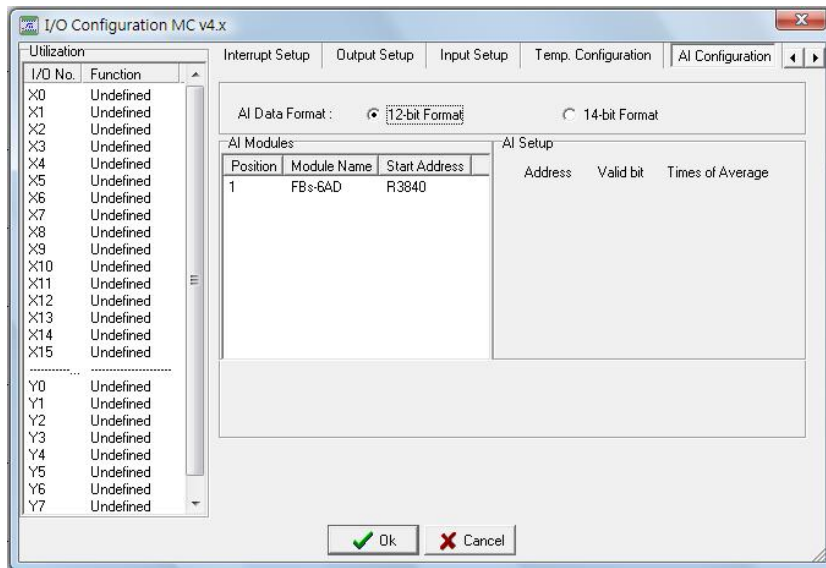 I/O Configuration MC v4.x
Utilization
I/O No. Function
X0 Undefined
X1 Undefined
X2 Undefined
X3 Undefined
X4 Undefined
X5 Undefined
X6 Undefined
X7 Undefined
X8 Undefined
X9 Undefined
X10 Undefined
X11 Undefined
X12 Undefined
X13 Undefined
X14 Undefined
X15 Undefined
----------... --------------------
Y0 Undefined
Y1 Undefined
Y2 Undefined
Y3 Undefined
Y4 Undefined
Y5 Undefined
Y6 Undefined
Y7 Undefined
Interrupt Setup Output Setup Input Setup Temp. Configuration AI Configuration
AI Data Format : 12-bit Format 14-bit Format
AI Modules
Position Module Name Start Address
1 FBs-6AD R3840
AI Setup
Address Valid bit Times of Average
Ok Cancel